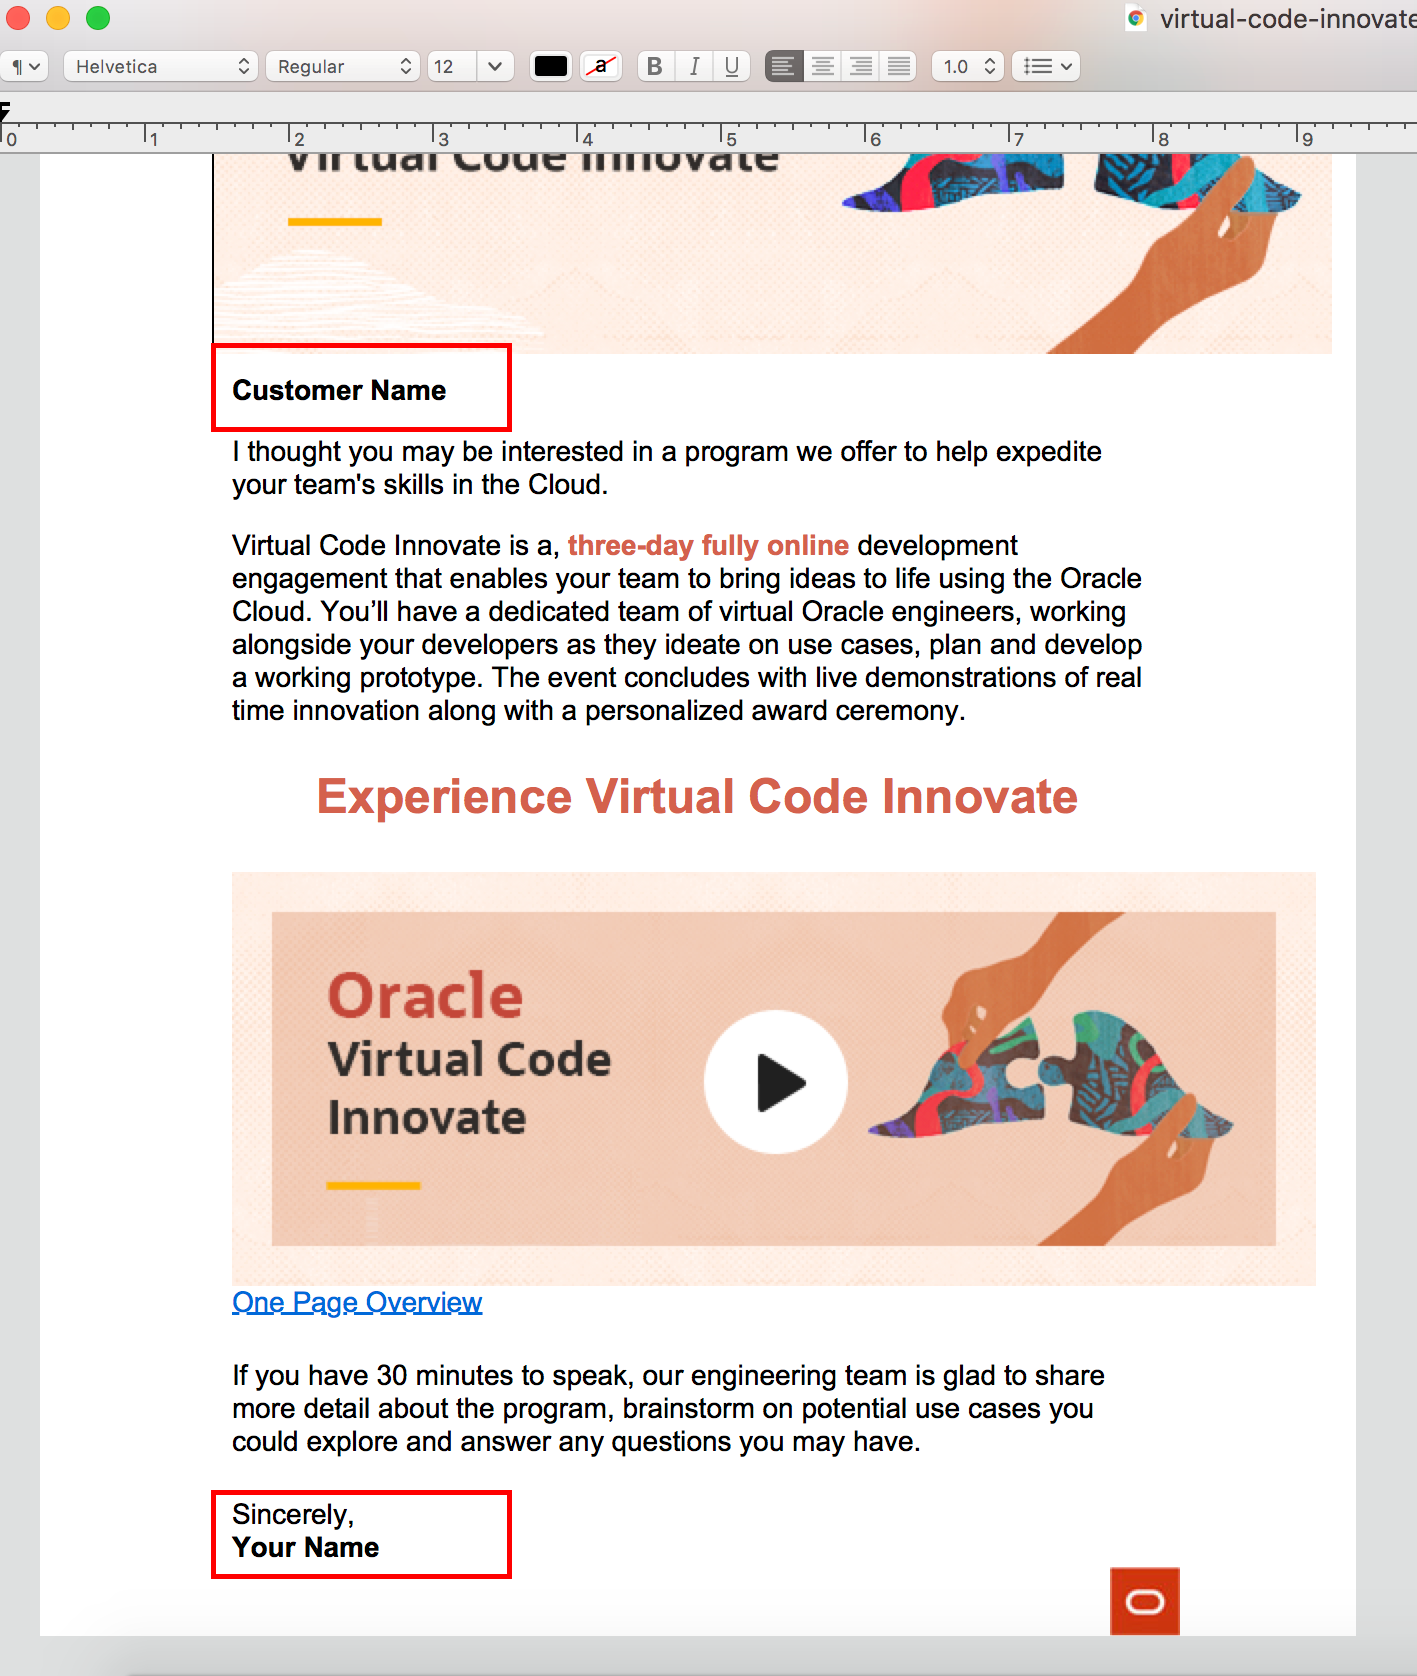 virtual-code-innovate
¶ Helvetica Regular 12 a B I U 1.0
0 1 2 3 4 5 6 7 8 9
Virtual Code Innovate
Customer Name
I thought you may be interested in a program we offer to help expedite
your team's skills in the Cloud.
Virtual Code Innovate is a, three-day fully online development
engagement that enables your team to bring ideas to life using the Oracle
Cloud. You’ll have a dedicated team of virtual Oracle engineers, working
alongside your developers as they ideate on use cases, plan and develop
a working prototype. The event concludes with live demonstrations of real
time innovation along with a personalized award ceremony.
Experience Virtual Code Innovate
Oracle
Virtual Code
Innovate
One Page Overview
If you have 30 minutes to speak, our engineering team is glad to share
more detail about the program, brainstorm on potential use cases you
could explore and answer any questions you may have.
Sincerely,
Your Name